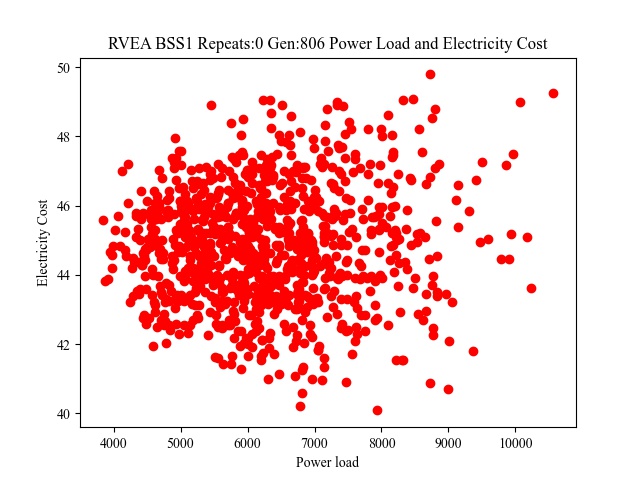 RVEA BSS1 Repeats:0 Gen:806 Power Load and Electricity Cost
50
48
46
44
42
40
Electricity Cost
4000 5000 6000 7000 8000 9000 10000
Power load